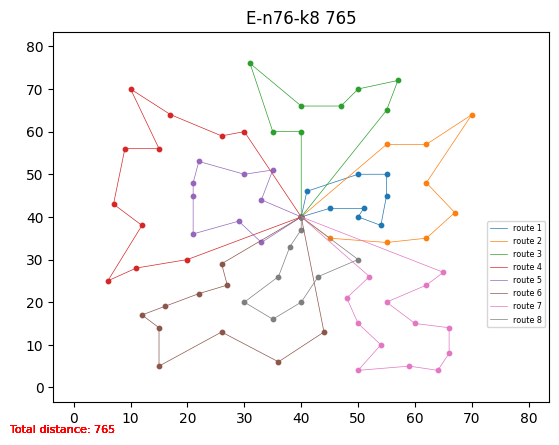 E-n76-k8 765
80
70
60
50
40
30
20
10
0
route 1
route 2
route 3
route 4
route 5
route 6
route 7
route 8
0 10 20 30 40 50 60 70 80
Total distance: 765